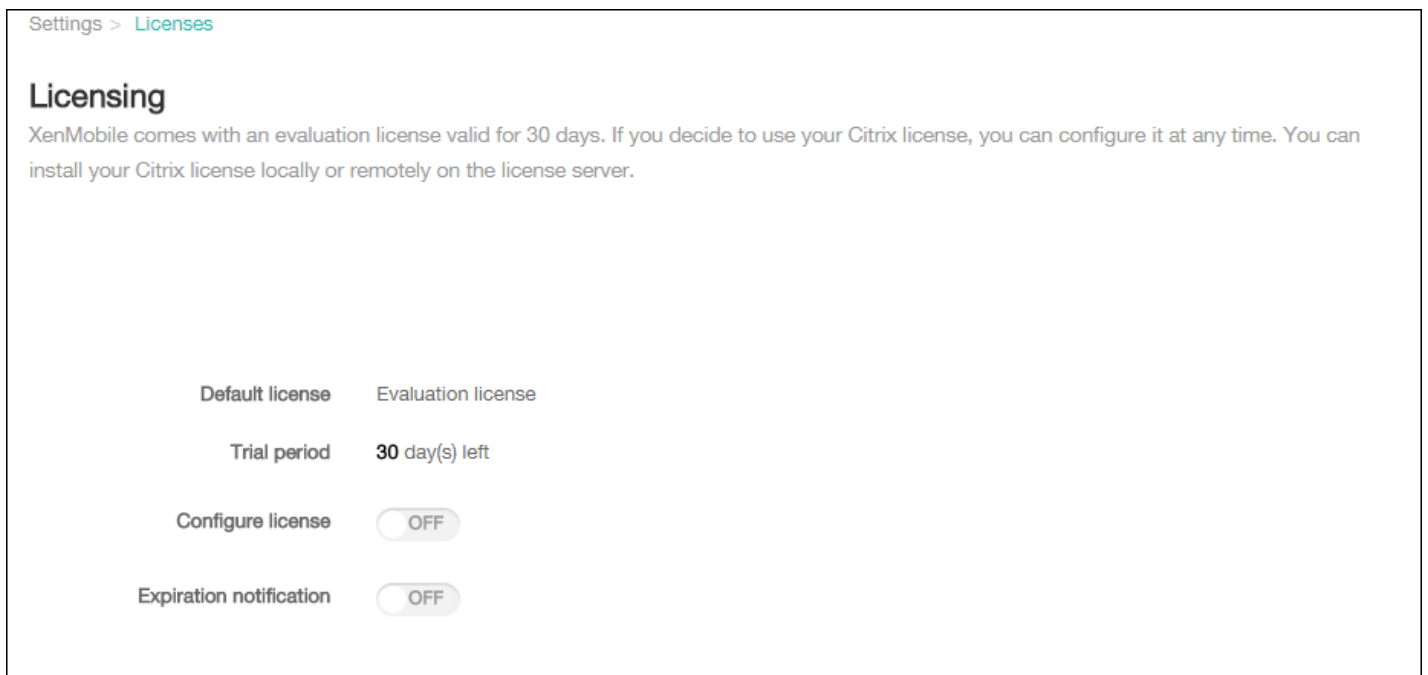 Settings > Licenses
Licensing
XenMobile comes with an evaluation license valid for 30 days. If you decide to use your Citrix license, you can configure it at any time. You can
install your Citrix license locally or remotely on the license server.
Default license Evaluation license
Trial period 30 day(s) left
Configure license OFF
Expiration notification OFF